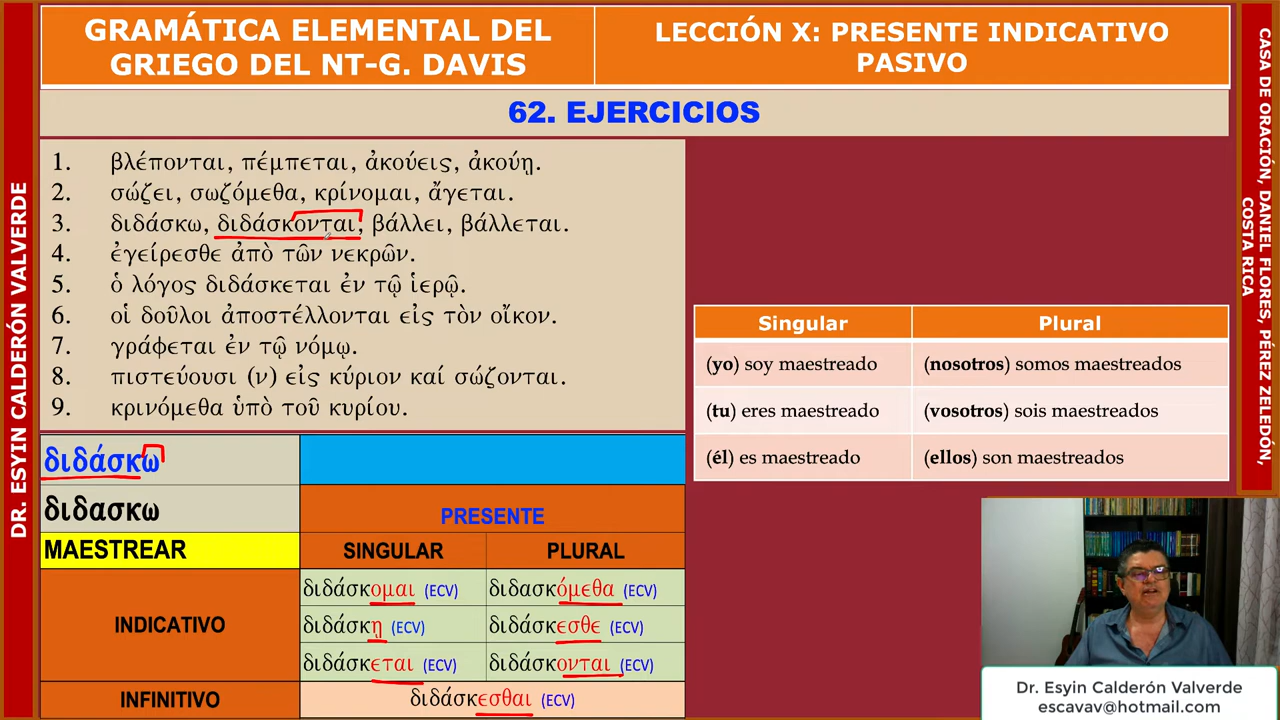 GRAMÁTICA ELEMENTAL DEL
GRIEGO DEL NT-G. DAVIS
LECCIÓN X: PRESENTE INDICATIVO
PASIVO
62. EJERCICIOS
1. βλέπονται, πέμπεται, ἀκούεις, ἀκούῃ.
2. σώζει, σωζόμεθα, κρίνομαι, ἄγεται.
3. διδάσκω, διδάσκονται, βάλλει, βάλλεται.
4. ἐγείρεσθε ἀπὸ τῶν νεκρῶν.
5. ὁ λόγος διδάσκεται ἐν τῷ ἱερῷ.
6. οἱ δοῦλοι ἀποστέλλονται εἰς τὸν οἴκον.
7. γράφεται ἐν τῷ νόμῳ.
8. πιστεύουσι (ν) εἰς κύριον καί σώζονται.
9. κρινόμεθα ὑπὸ τοῦ κυρίου.
διδάσκω
διδασκω
PRESENTE
MAESTREAR
SINGULAR
PLURAL
INDICATIVO
διδάσκομαι (ECV)
διδασκόμεθα (ECV)
διδάσκῃ (ECV)
διδάσκεσθε (ECV)
διδάσκεται (ECV)
διδάσκονται (ECV)
INFINITIVO
διδάσκεσθαι (ECV)
Singular
Plural
(yo) soy maestreado
(nosotros) somos maestreados
(tu) eres maestreado
(vosotros) sois maestreados
(él) es maestreado
(ellos) son maestreados
DR. ESYIN CALDERÓN VALVERDE
CASA DE ORACIÓN, DANIEL FLORES, PÉREZ ZELEDÓN,
COSTA RICA
Dr. Esyin Calderón Valverde
escavav@hotmail.com